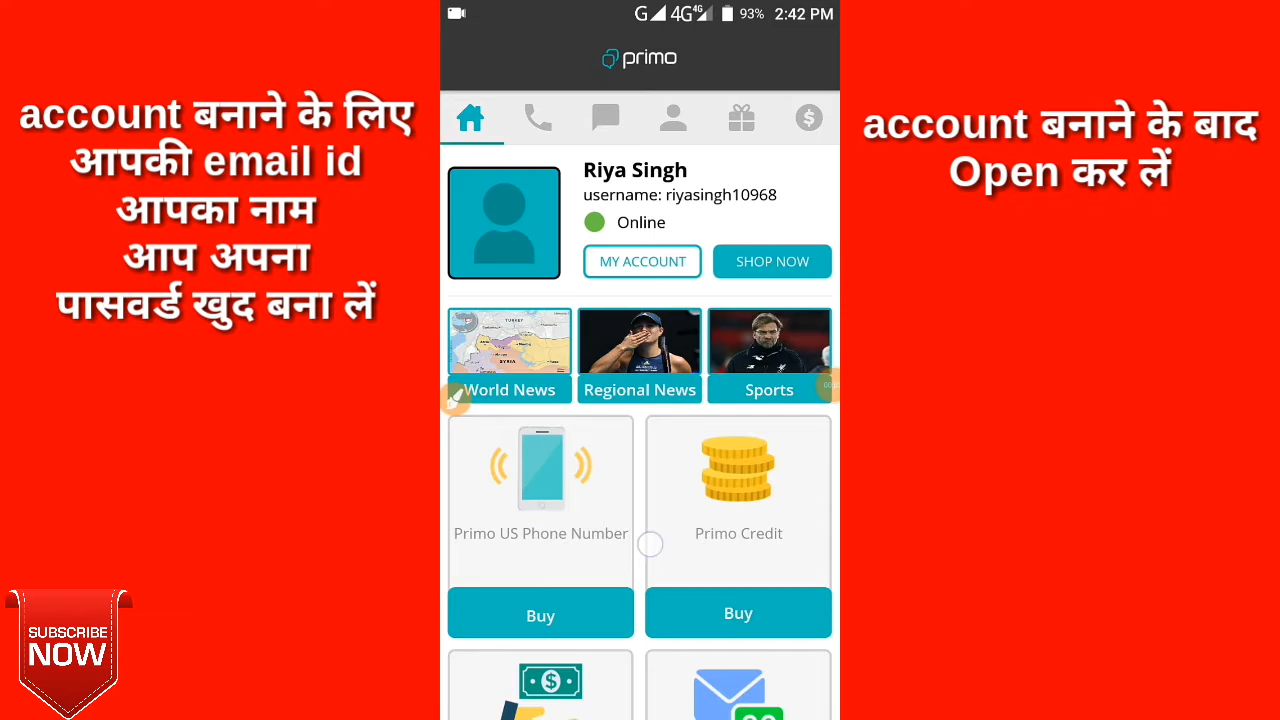 account बनाने के लिए
आपकी email id
आपका नाम
आप अपना
पासवर्ड खुद बना लें
SUBSCRIBE
NOW
G 4G 4G 93% 2:42 PM
primo
Riya Singh
username: riyasingh10968
Online
MY ACCOUNT SHOP NOW
World News Regional News Sports
Primo US Phone Number Primo Credit
Buy Buy
account बनाने के बाद
Open कर लें